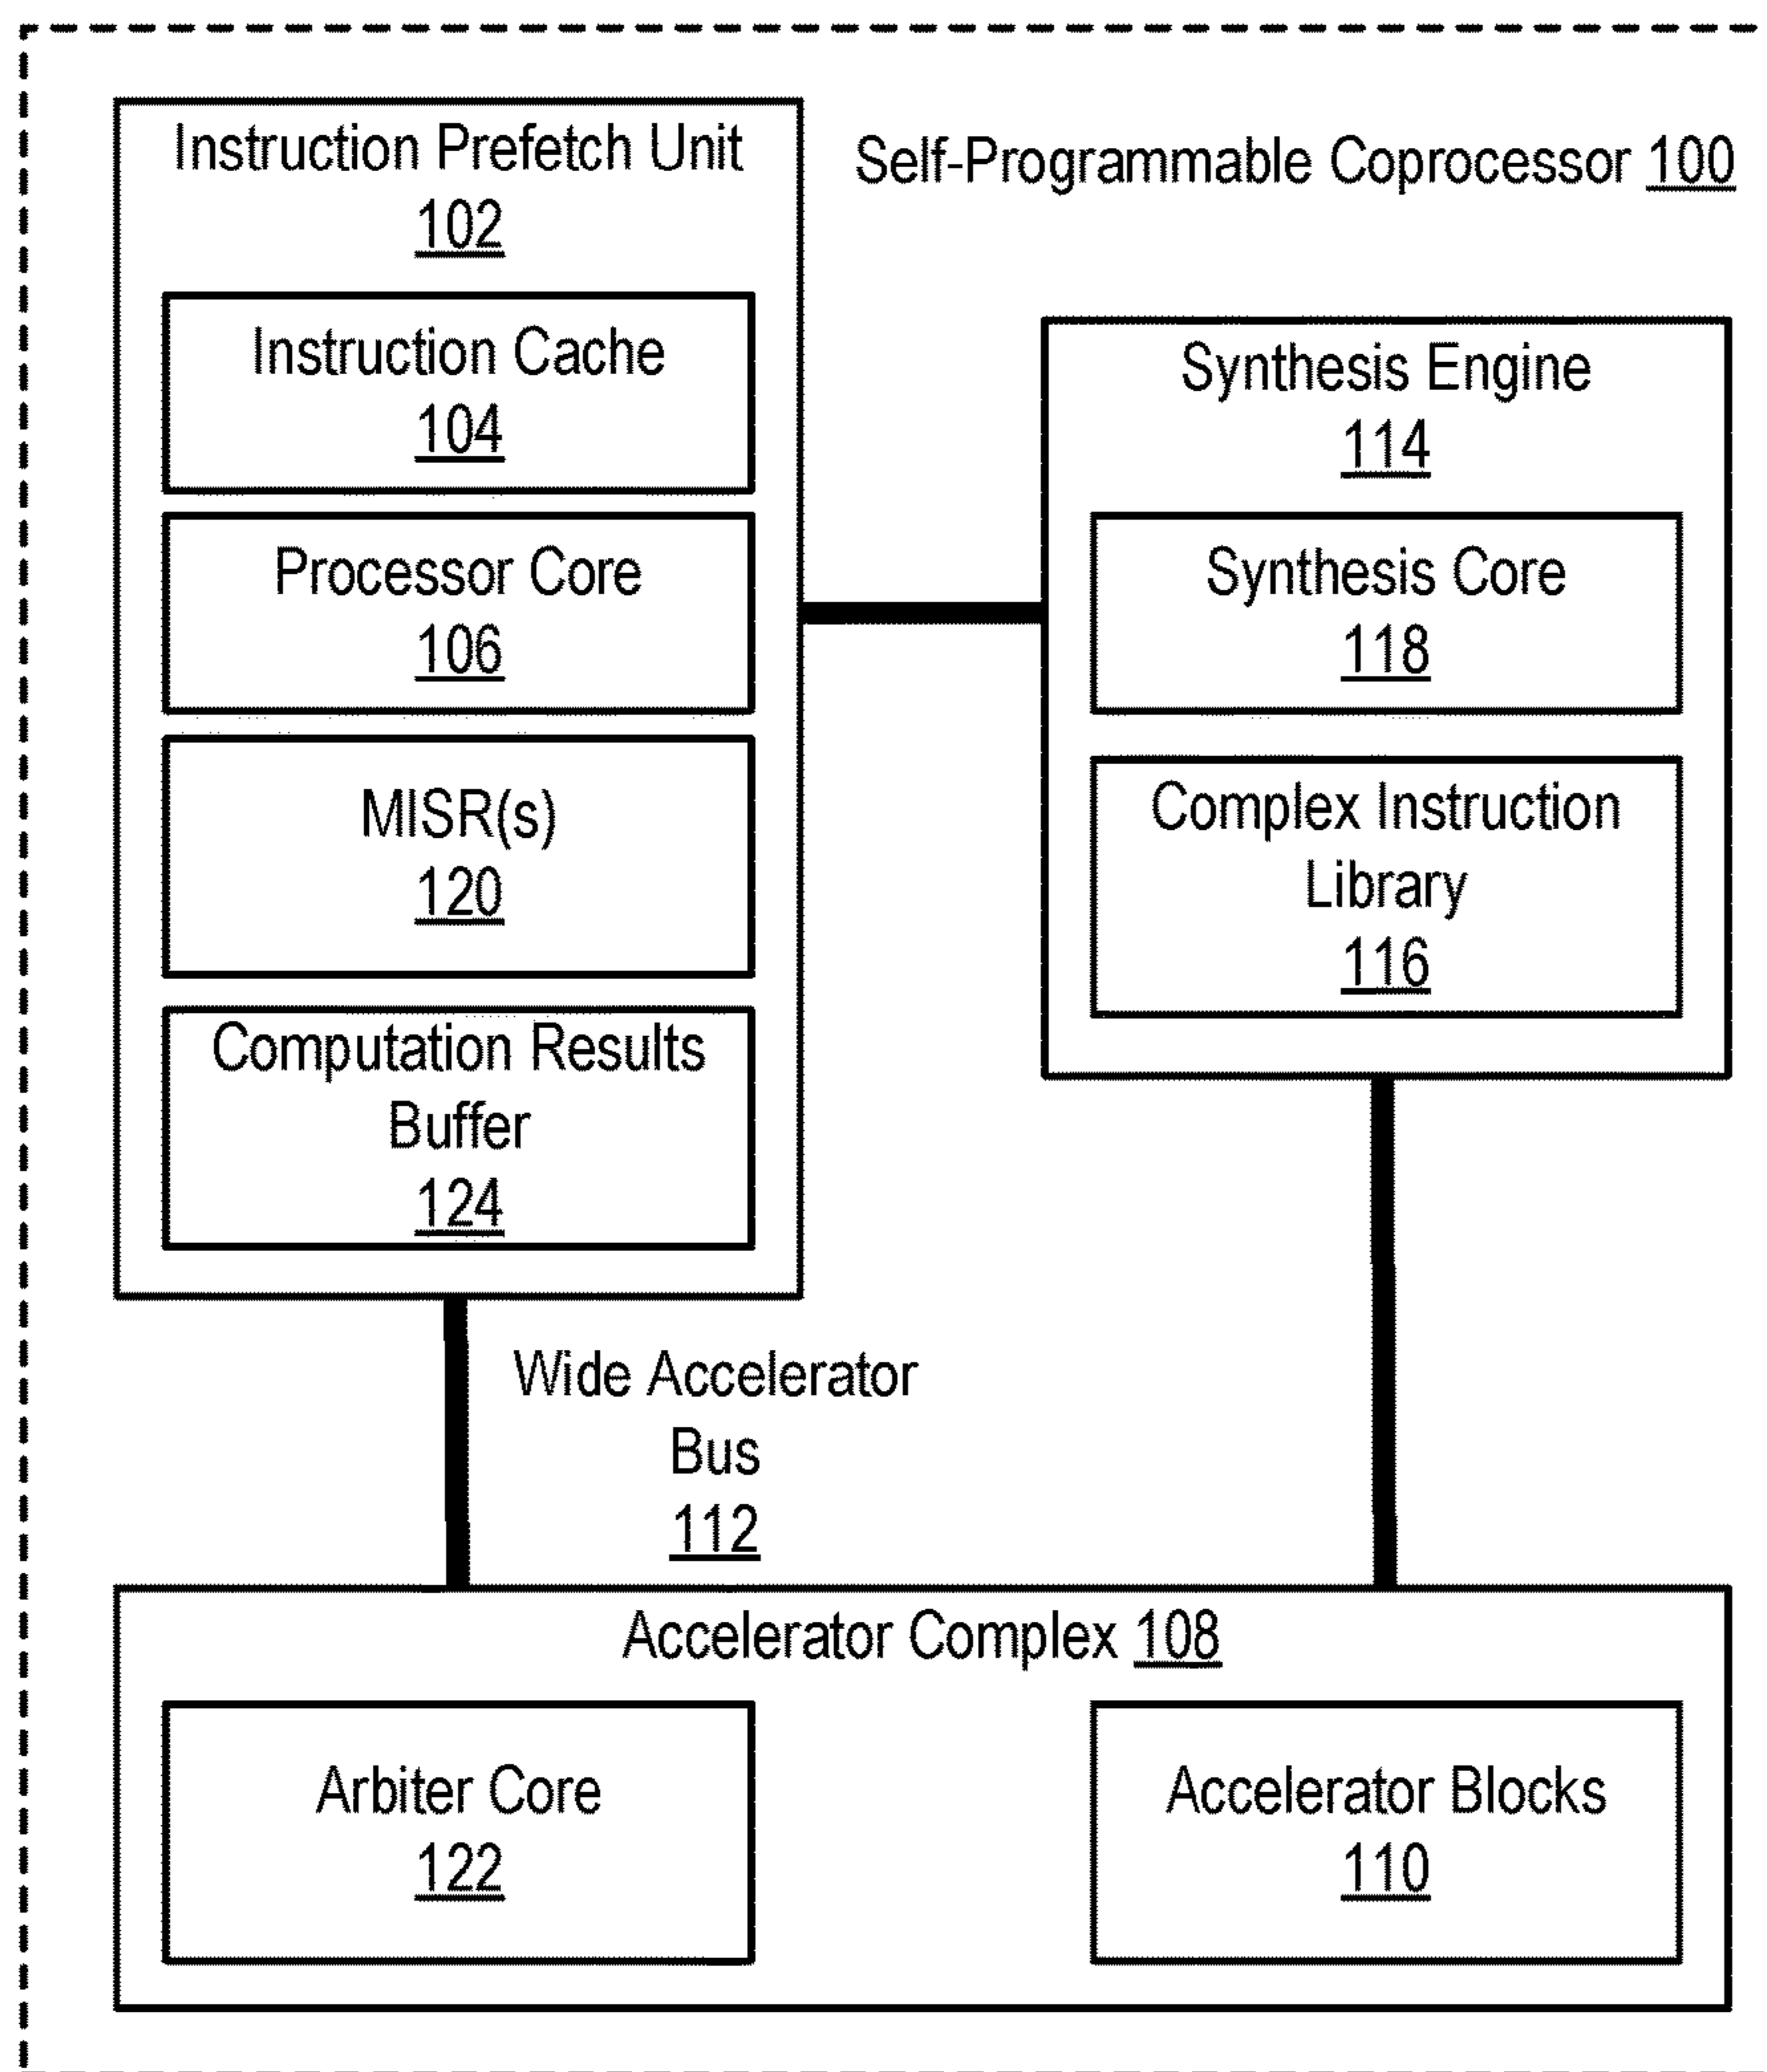 Instruction Prefetch Unit
102
Instruction Cache
104
Processor Core
106
MISR(s)
120
Computation Results
Buffer
124
Self-Programmable Coprocessor 100
Synthesis Engine
114
Synthesis Core
118
Complex Instruction
Library
116
Wide Accelerator
Bus
112
Accelerator Complex 108
Arbiter Core
122
Accelerator Blocks
110